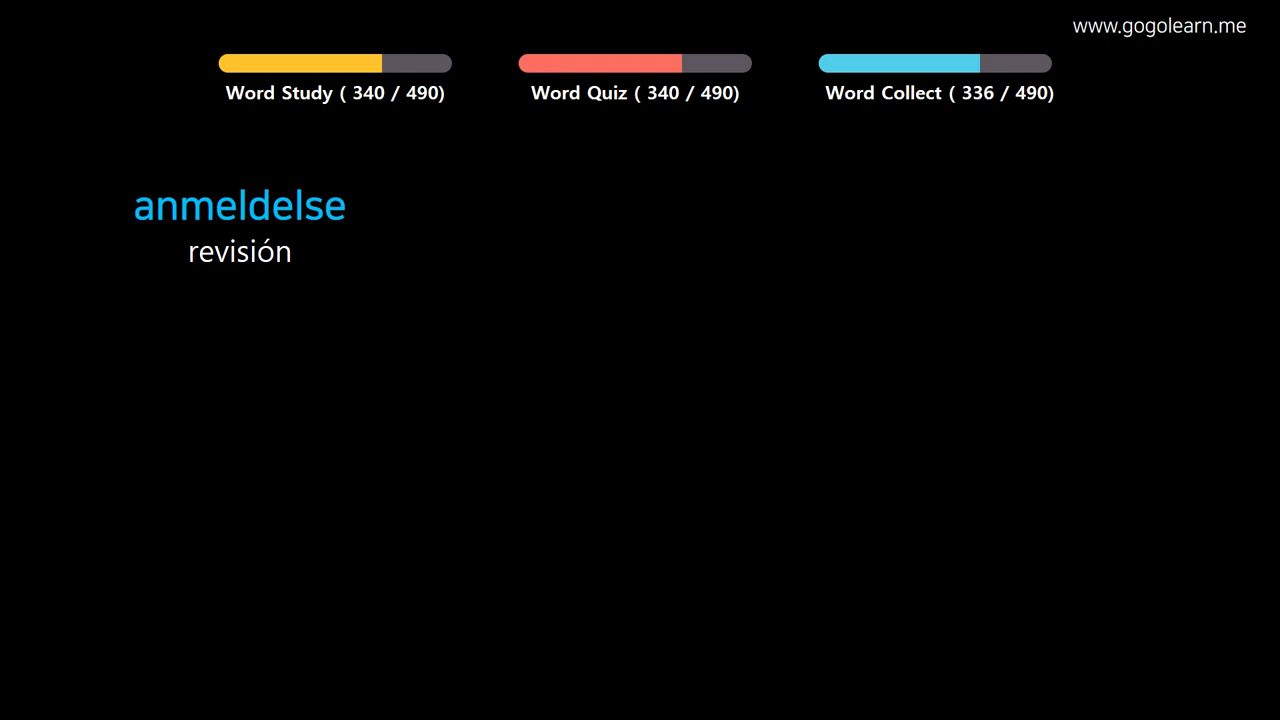 www.gogolearn.me
Word Study ( 340 / 490)
Word Quiz ( 340 / 490)
Word Collect ( 336 / 490)
anmeldelse
revisión